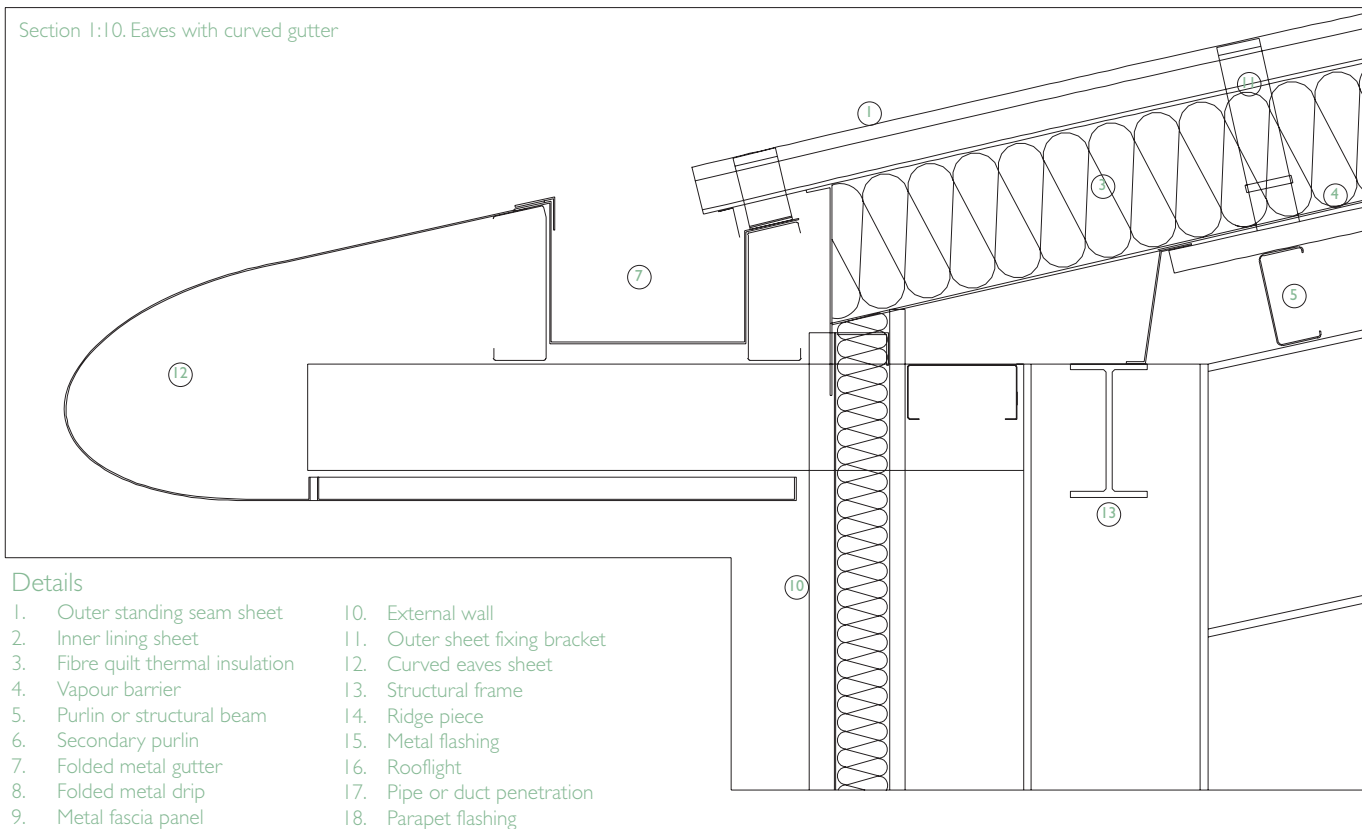 Section 1:10. Eaves with curved gutter
11
1
3
4
7
5
12
13
10
Details
1. Outer standing seam sheet
2. Inner lining sheet
3. Fibre quilt thermal insulation
4. Vapour barrier
5. Purlin or structural beam
6. Secondary purlin
7. Folded metal gutter
8. Folded metal drip
9. Metal fascia panel
10. External wall
11. Outer sheet fixing bracket
12. Curved eaves sheet
13. Structural frame
14. Ridge piece
15. Metal flashing
16. Rooflight
17. Pipe or duct penetration
18. Parapet flashing